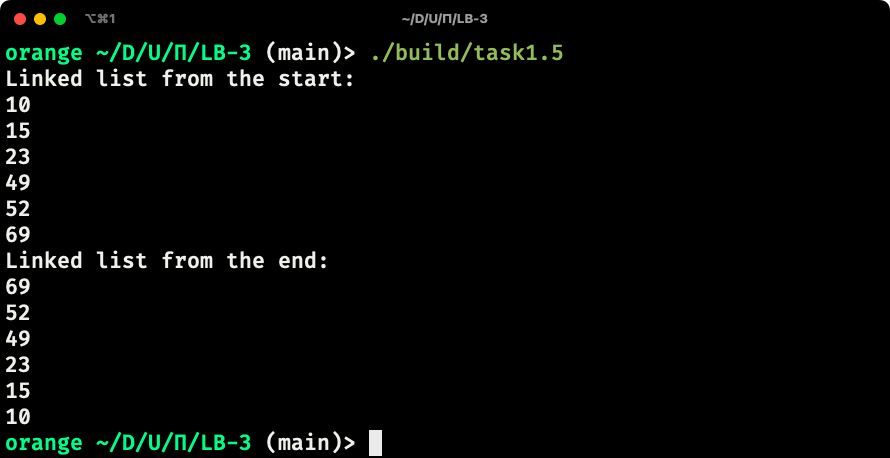 ⌥⌘1 ~/D/U/П/LB-3
orange ~/D/U/П/LB-3 (main)> ./build/task1.5
Linked list from the start:
10
15
23
49
52
69
Linked list from the end:
69
52
49
23
15
10
orange ~/D/U/П/LB-3 (main)>